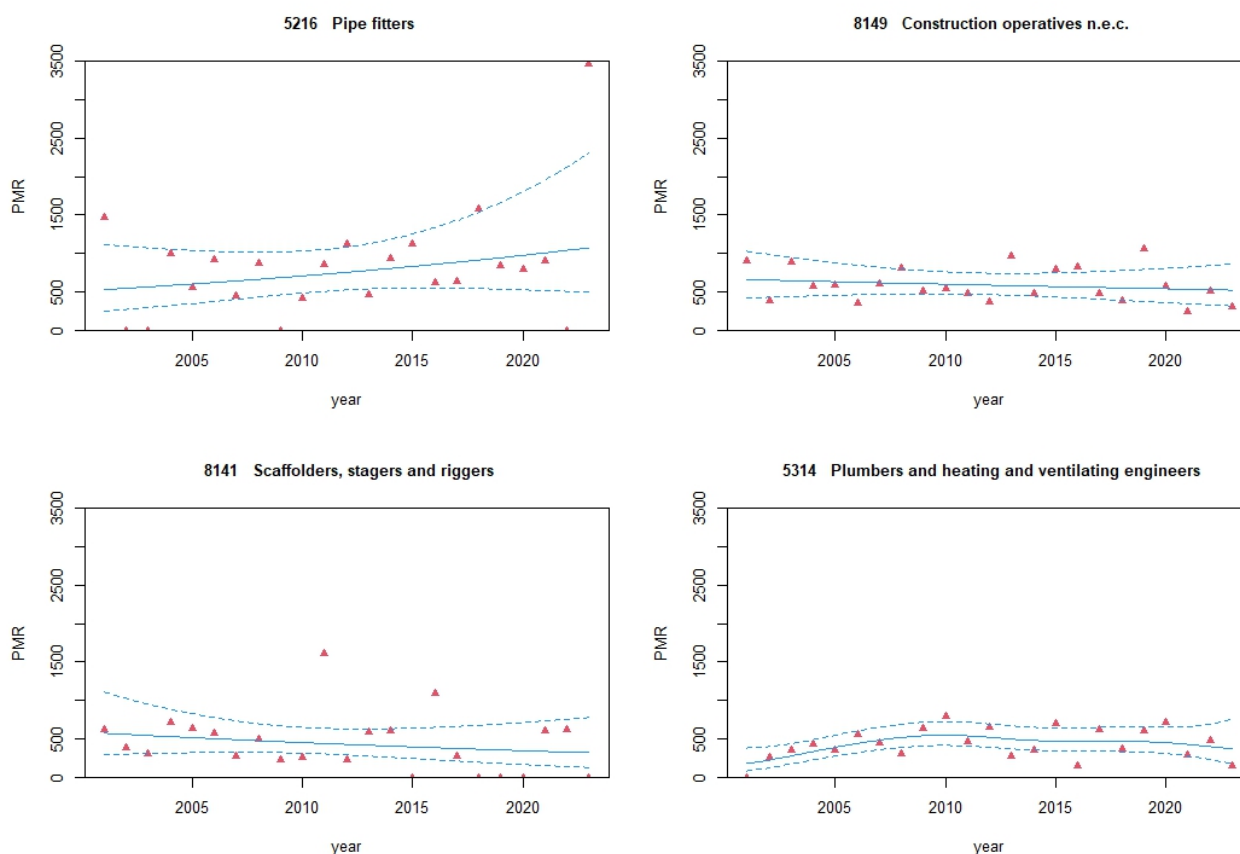 5216 Pipe fitters
PMR
3500
2500
1500
500
0
2005 2010 2015 2020
year
8149 Construction operatives n.e.c.
PMR
3500
2500
1500
500
0
2005 2010 2015 2020
year
8141 Scaffolders, stagers and riggers
PMR
3500
2500
1500
500
0
2005 2010 2015 2020
year
5314 Plumbers and heating and ventilating engineers
PMR
3500
2500
1500
500
0
2005 2010 2015 2020
year